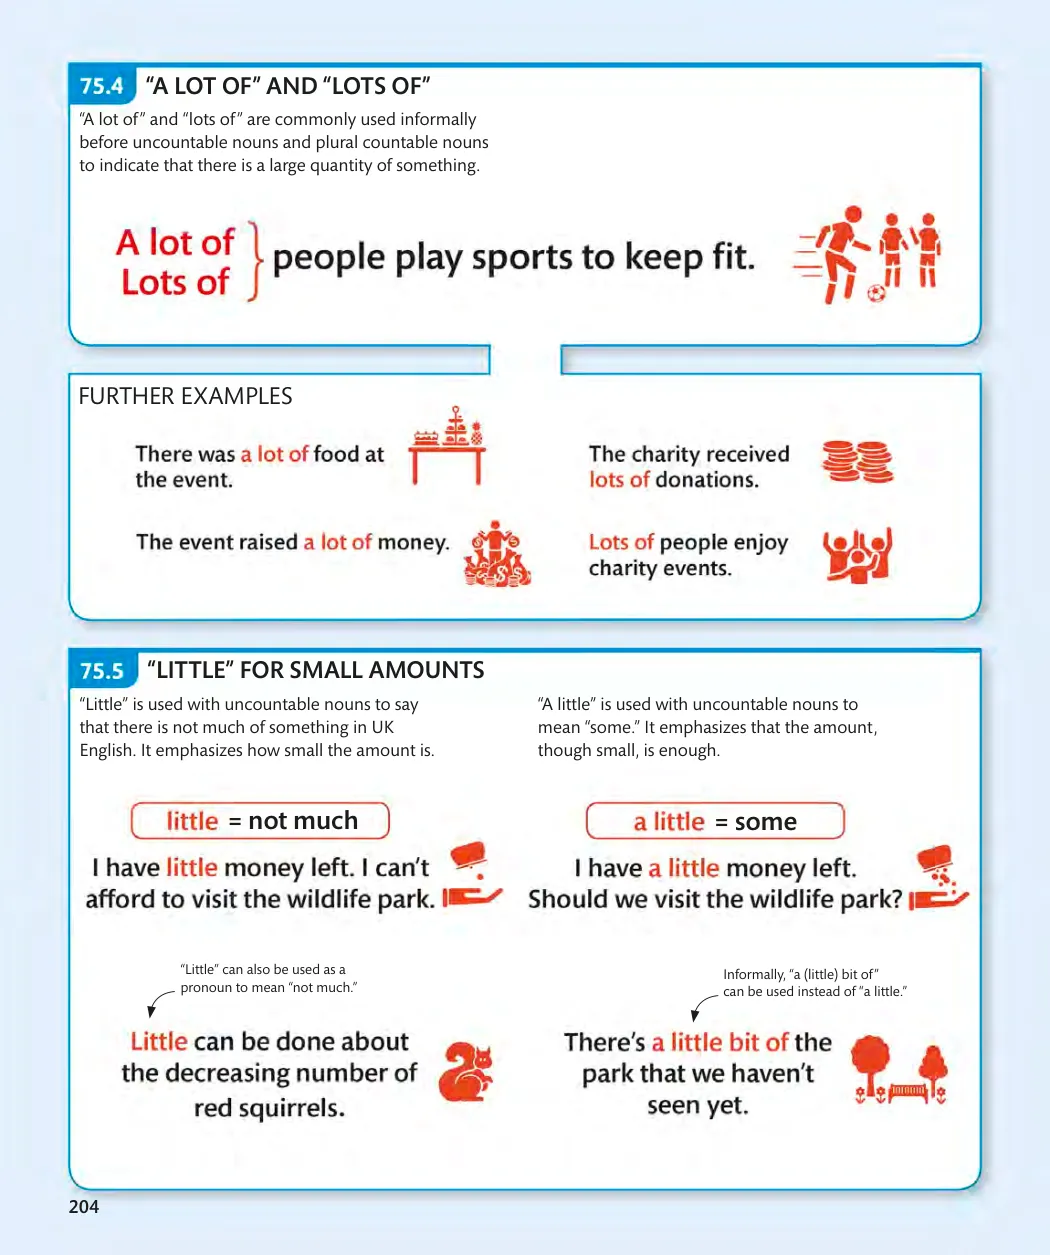 75.4 “A LOT OF” AND “LOTS OF”
“A lot of” and “lots of” are commonly used informally
before uncountable nouns and plural countable nouns
to indicate that there is a large quantity of something.
A lot of
Lots of
people play sports to keep fit.
FURTHER EXAMPLES
There was a lot of food at
the event.
The charity received
lots of donations.
The event raised a lot of money.
Lots of people enjoy
charity events.
75.5 “LITTLE” FOR SMALL AMOUNTS
“Little” is used with uncountable nouns to say
that there is not much of something in UK
English. It emphasizes how small the amount is.
little = not much
I have little money left. I can’t
afford to visit the wildlife park.
“Little” can also be used as a
pronoun to mean “not much.”
Little can be done about
the decreasing number of
red squirrels.
“A little” is used with uncountable nouns to
mean “some.” It emphasizes that the amount,
though small, is enough.
a little = some
I have a little money left.
Should we visit the wildlife park?
Informally, “a (little) bit of”
can be used instead of “a little.”
There’s a little bit of the
park that we haven’t
seen yet.
204